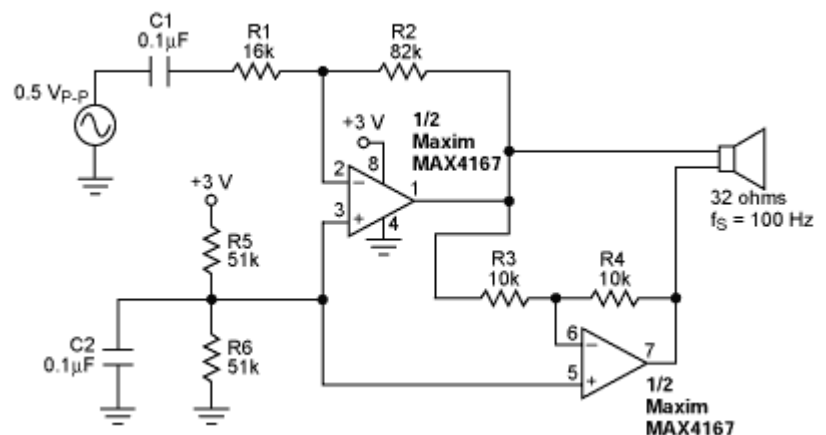 C1
0.1µF
R1
16k
R2
82k
0.5 VP-P
+3 V
1/2
Maxim
MAX4167
8
2
−
1
3
+
4
+3 V
R5
51k
32 ohms
fS = 100 Hz
R3
10k
R4
10k
C2
0.1µF
R6
51k
6
−
7
5
+
1/2
Maxim
MAX4167